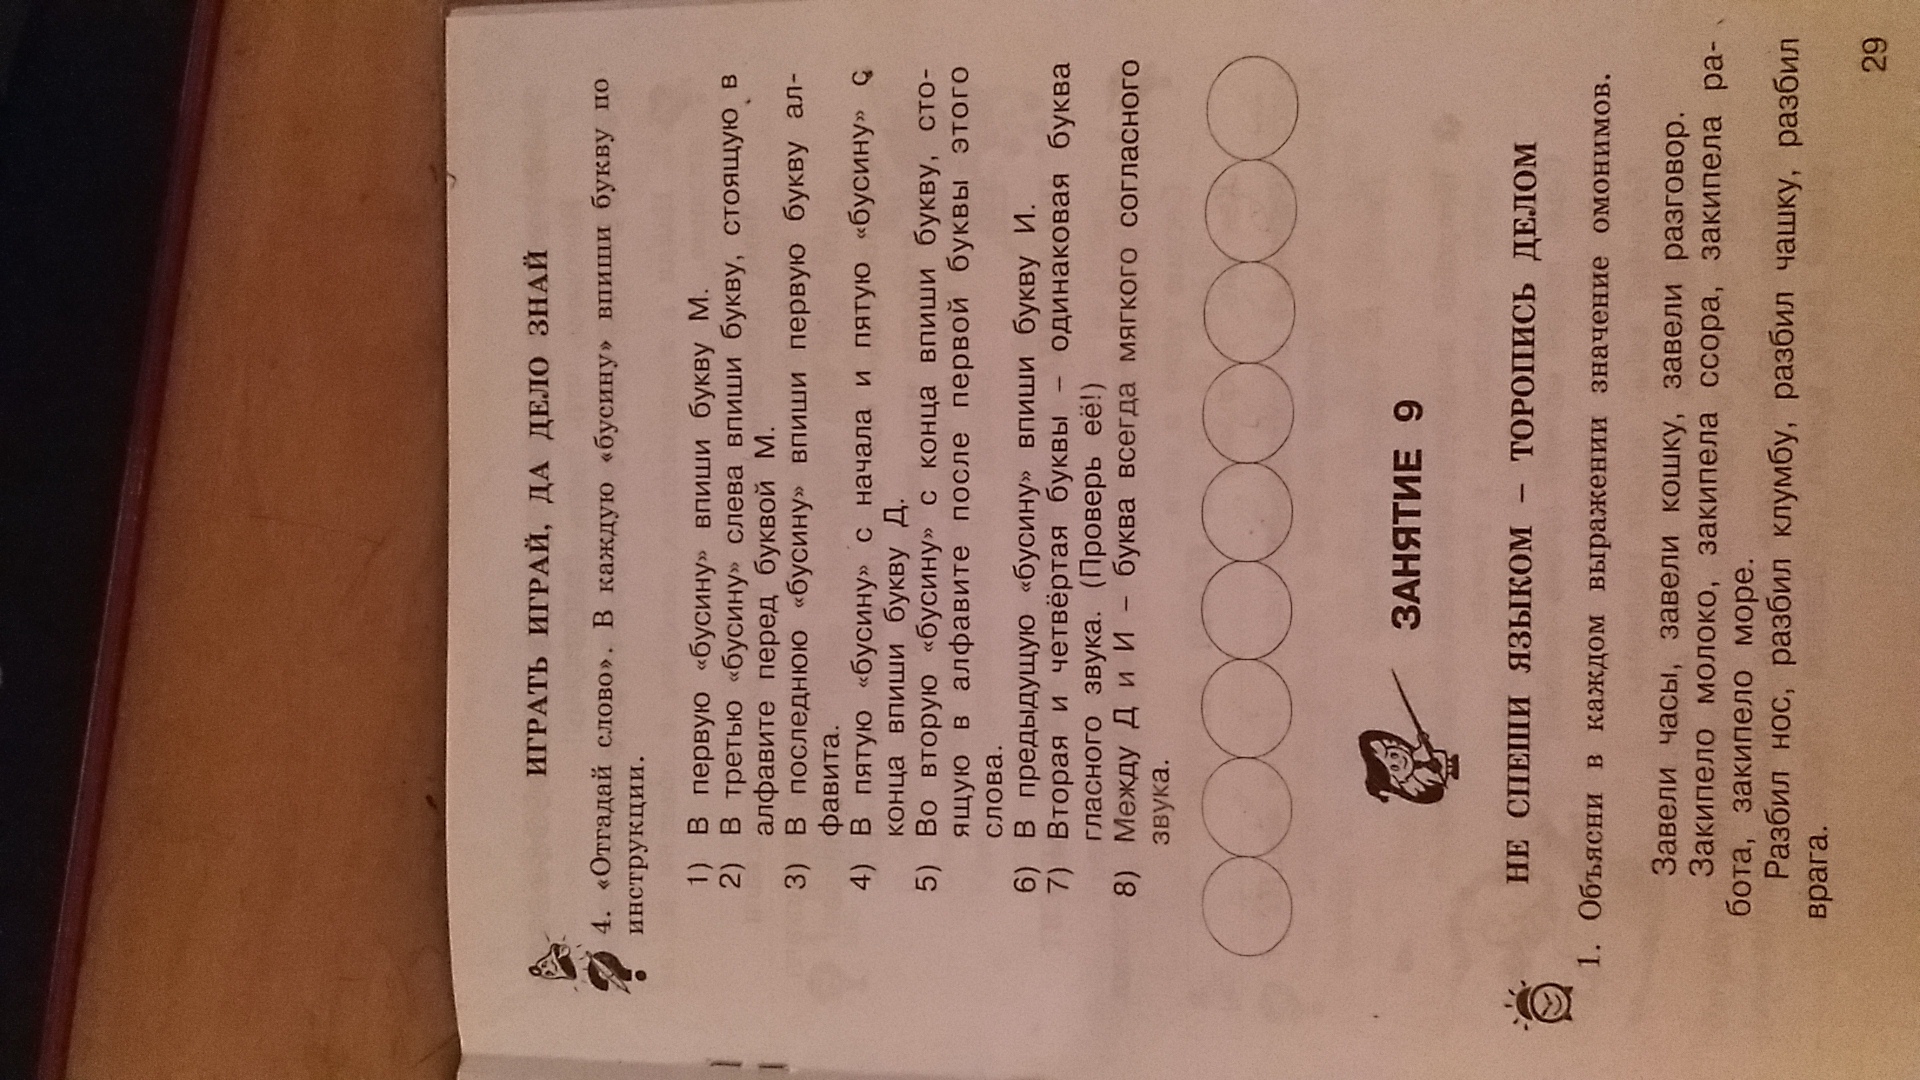 ИГРАТЬ ИГРАЙ, ДА ДЕЛО ЗНАЙ
4. «Отгадай слово». В каждую «бусину» впиши букву по
инструкции.
1) В первую «бусину» впиши букву М.
2) В третью «бусину» слева впиши букву, стоящую в
алфавите перед буквой М.
3) В последнюю «бусину» впиши первую букву ал-
фавита.
4) В пятую «бусину» с начала и пятую «бусину» с
конца впиши букву Д.
5) Во вторую «бусину» с конца впиши букву, сто-
ящую в алфавите после первой буквы этого
слова.
6) В предыдущую «бусину» впиши букву И.
7) Вторая и четвёртая буквы – одинаковая буква
гласного звука. (Проверь её!)
8) Между Д и И – буква всегда мягкого согласного
звука.
ЗАНЯТИЕ 9
НЕ СПЕШИ ЯЗЫКОМ – ТОРОПИСЬ ДЕЛОМ
1. Объясни в каждом выражении значение омонимов.
Завели часы, завели кошку, завели разговор.
Закипело молоко, закипела ссора, закипела ра-
бота, закипело море.
Разбил нос, разбил клумбу, разбил чашку, разбил
врага.
29